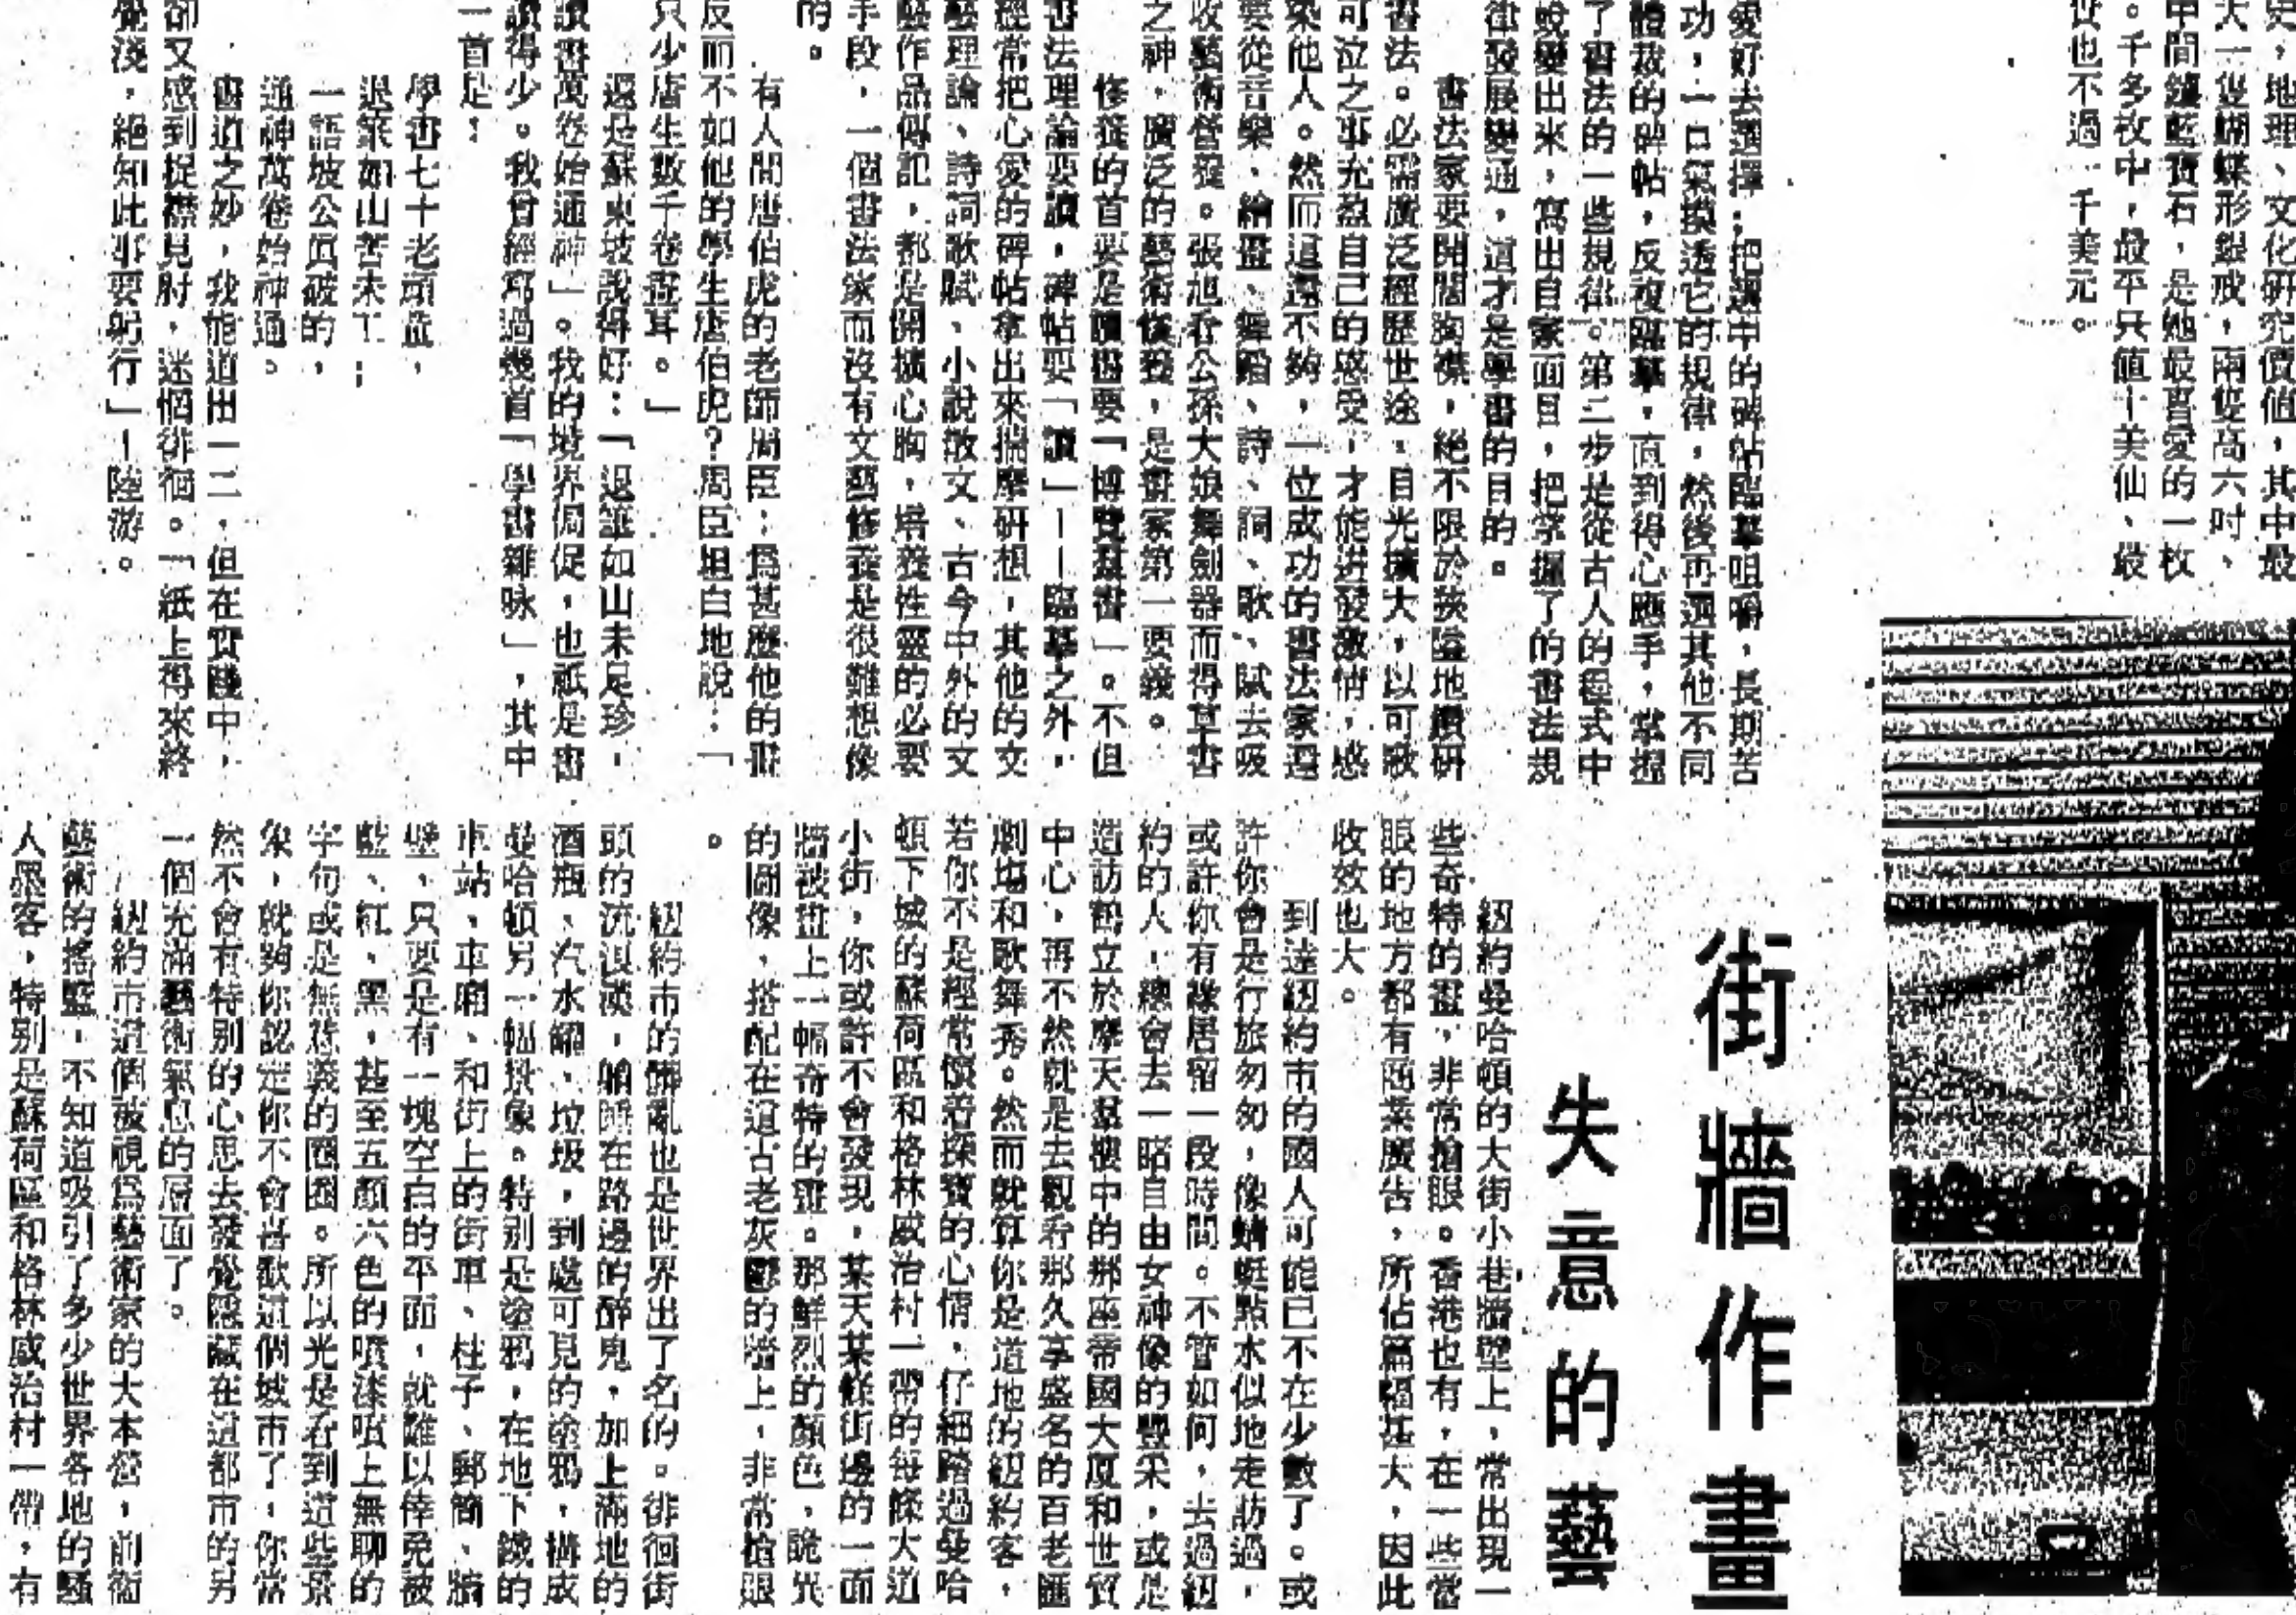 史，地理、文化研究價值，其中最
大一隻蝴蝶形銀戒，兩隻高六吋、
中間鑲藍寶石，是她最喜愛的一枚
。千多枚中，最平只值十美仙、最
貴也不過一千美元。
愛好去選擇；把選中的碑帖臨摹咀嚼，長期苦
功，一口氣摸透它的規律，然後再選其他不同
體裁的碑帖，反復臨摹，直到得心應手，掌握
了書法的一些規律。第二步是從古人的程式中
蛻變出來，寫出自家面目，把掌握了的書法規
律發展變通，這才是學書的目的。
書法家要開闊胸襟，絕不限於狹隘地鑽研
書法。必需廣泛經歷世途，目光擴大，以可歌
可泣之事充盈自己的感受，才能迸發激情，感
染他人。然而這還不夠，一位成功的書法家還
要從音樂、繪畫、舞蹈、詩、詞、歌、賦去吸
收藝術營養。張旭看公孫大娘舞劍器而得草書
之神，廣泛的藝術修養，是書家第一要義。
修養的首要是讀書要「博覽羣書」。不但
書法理論要讀，碑帖要「讀」——臨摹之外，
經常把心愛的碑帖拿出來揣摩研想，其他的文
藝理論、詩詞歌賦、小說散文、古今中外的文
藝作品傳記，都是開擴心胸，培養性靈的必要
手段，一個書法家而沒有文藝修養是很難想像
的。
有人問唐伯虎的老師周臣：爲甚麼他的畫
反而不如他的學生唐伯虎？周臣坦白地說：「
只少唐生數千卷書耳。」
還是蘇東坡說得好：「退筆如山未足珍，
讀書萬卷始通神」。我的境界侷促，也祇是書
讀得少。我曾經寫過幾首「學書雜咏」，其中
一首是：
學書七十老頑造，
退筆如山苦未工；
一語坡公眞破的，
通神萬卷始神通。
書道之妙，我能道出一二，但在實踐中，
卻又感到捉襟見肘，迷惘徘徊。「紙上得來終
覺淺，絕知此事要躬行」—陸游。
街牆作畫
失意的藝
紐約曼哈頓的大街小巷牆壁上，常出現一
些奇特的畫，非常搶眼。香港也有，在一些當
眼的地方都有商業廣告，所佔篇幅甚大，因此
收效也大。
到達紐約市的國人可能已不在少數了。或
許你會是行旅匆匆，像蜻蜓點水似地走訪過，
或許你有緣居留一段時間。不管如何，去過紐
約的人，總會去一睹自由女神像的豐采，或是
造訪鶴立於摩天羣樓中的那座帝國大厦和世貿
中心，再不然就是去觀看那久享盛名的百老匯
劇塲和歌舞秀。然而就算你是道地的紐約客，
若你不是經常懷着探寶的心情，仔細踏過曼哈
頓下城的蘇荷區和格林威治村一帶的每條大道
小街，你或許不會發現，某天某條街邊的一面
牆被畫上一幅奇特的畫。那鮮烈的顏色，詭異
的圖像，搭配在這古老灰鬱的牆上，非常搶眼
。
紐約市的髒亂也是世界出了名的。徘徊街
頭的流浪漢，躺睡在路邊的醉鬼，加上滿地的
酒瓶、汽水罐、垃圾，到處可見的塗鴉，構成
曼哈頓另一幅景象。特別是塗鴉，在地下鐵的
車站、車廂、和街上的街車、柱子、郵筒、牆
壁、只要是有一塊空白的平面，就難以倖免被
藍、紅、黑，甚至五顏六色的噴漆噴上無聊的
字句或是無意義的圈圈。所以光是看到這些景
象，就夠你認定你不會喜歡這個城市了；你當
然不會有特別的心思去發覺隱藏在這都市的另
一個充滿藝術氣息的層面了。
紐約市這個被視爲藝術家的大本營，前衞
藝術的搖籃，不知道吸引了多少世界各地的騷
人墨客，特別是蘇荷區和格林威治村一帶，有